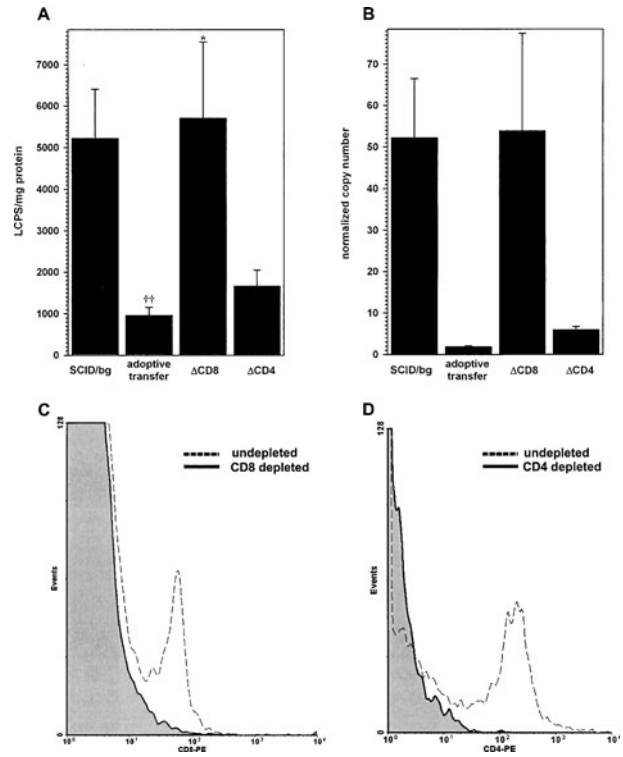 A
LCPS/mg protein
7000
6000
5000
4000
3000
2000
1000
0
*
††
SCID/bg
adoptive
transfer
ΔCD8
ΔCD4
B
normalized copy number
70
60
50
40
30
20
10
0
SCID/bg
adoptive
transfer
ΔCD8
ΔCD4
C
128
Events
0
undepleted
CD8 depleted
10⁰
10¹
10²
10³
10⁴
CD8-PE
D
128
Events
0
undepleted
CD4 depleted
10⁰
10¹
10²
10³
10⁴
CD4-PE